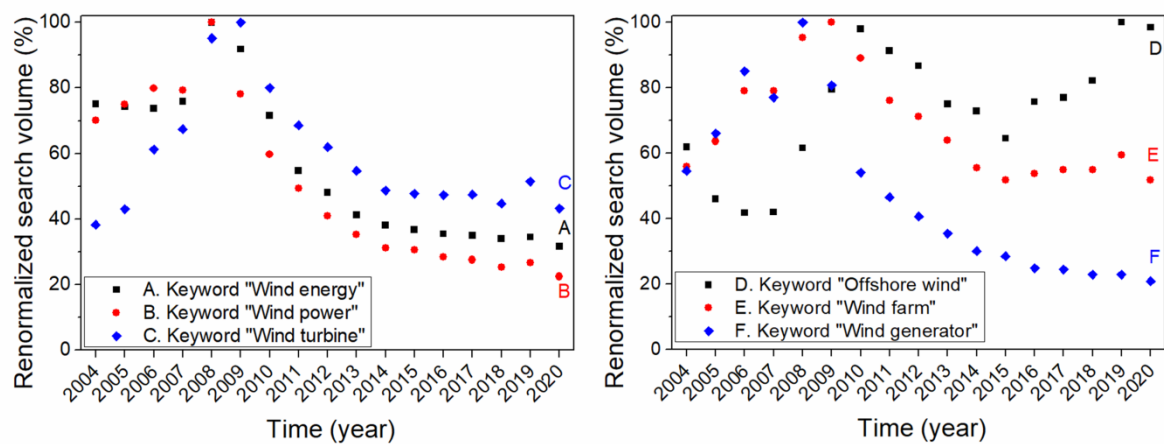 Renormalized search volume (%)
100
80
60
40
20
0
C
A
B
A. Keyword "Wind energy"
B. Keyword "Wind power"
C. Keyword "Wind turbine"
2004 2005 2006 2007 2008 2009 2010 2011 2012 2013 2014 2015 2016 2017 2018 2019 2020
Time (year)
Renormalized search volume (%)
100
80
60
40
20
0
D
E
F
D. Keyword "Offshore wind"
E. Keyword "Wind farm"
F. Keyword "Wind generator"
2004 2005 2006 2007 2008 2009 2010 2011 2012 2013 2014 2015 2016 2017 2018 2019 2020
Time (year)